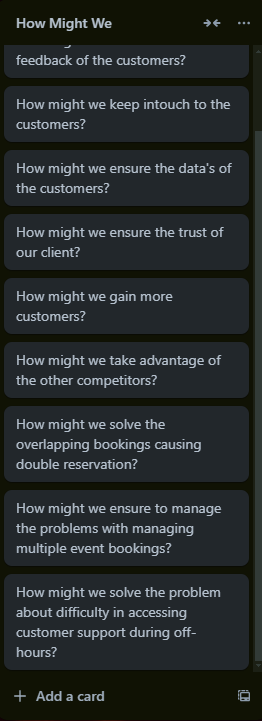 How Might We
feedback of the customers?
How might we keep intouch to the
customers?
How might we ensure the data's of
the customers?
How might we ensure the trust of
our client?
How might we gain more
customers?
How might we take advantage of
the other competitors?
How might we solve the
overlapping bookings causing
double reservation?
How might we ensure to manage
the problems with managing
multiple event bookings?
How might we solve the problem
about difficulty in accessing
customer support during off-
hours?
Add a card